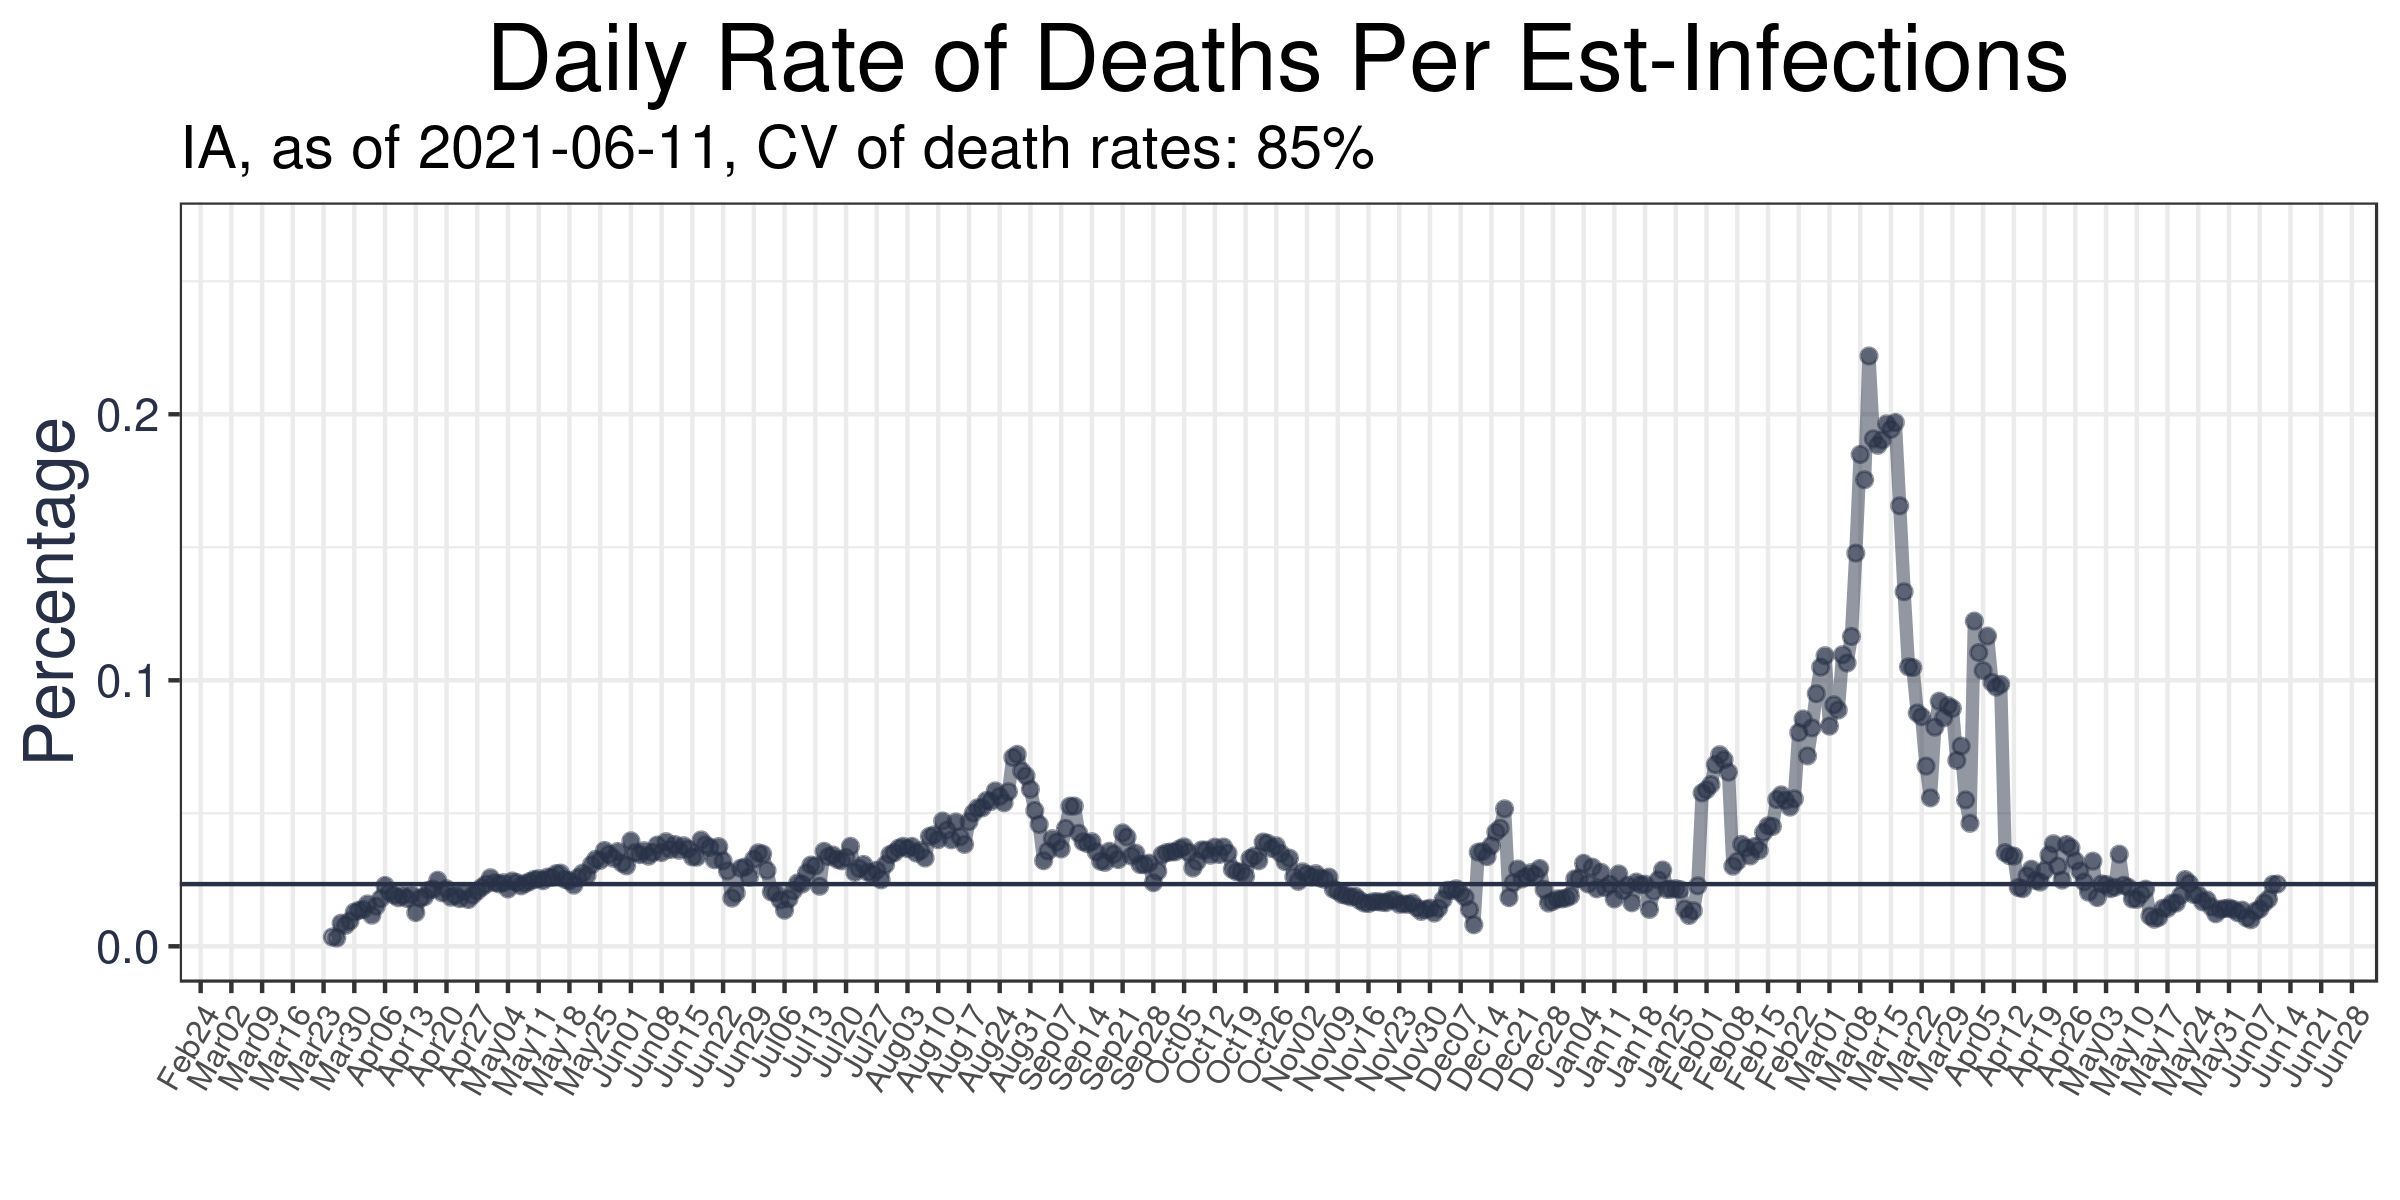 Daily Rate of Deaths Per Est-Infections
IA, as of 2021-06-11, CV of death rates: 85%
Percentage
0.2
0.1
0.0
Feb24
Mar02
Mar09
Mar16
Mar23
Mar30
Apr06
Apr13
Apr20
Apr27
May04
May11
May18
May25
Jun01
Jun08
Jun15
Jun22
Jun29
Jul06
Jul13
Jul20
Jul27
Aug03
Aug10
Aug17
Aug24
Aug31
Sep07
Sep14
Sep21
Sep28
Oct05
Oct12
Oct19
Oct26
Nov02
Nov09
Nov16
Nov23
Nov30
Dec07
Dec14
Dec21
Dec28
Jan04
Jan11
Jan18
Jan25
Feb01
Feb08
Feb15
Feb22
Mar01
Mar08
Mar15
Mar22
Mar29
Apr05
Apr12
Apr19
Apr26
May03
May10
May17
May24
May31
Jun07
Jun14
Jun21
Jun28